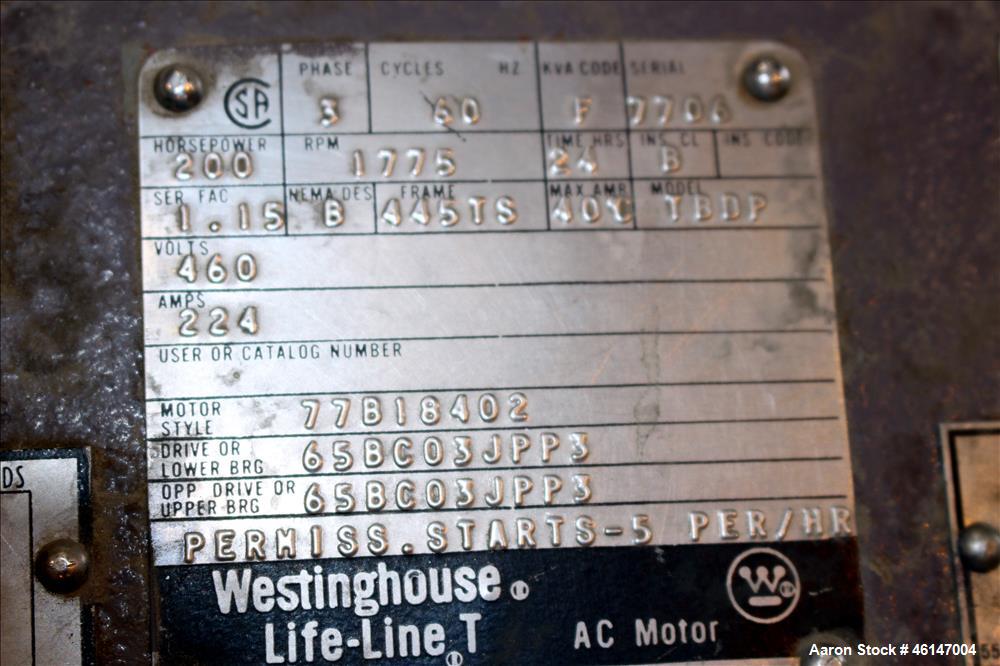 CSA PHASE CYCLES HZ KVA CODE SERIAL
3 60 F 7706
HORSEPOWER RPM TIME HRS INS CL INS CODE
200 1775 24 B
SER FAC NEMA DES FRAME MAX AMB MODEL
1.15 B 445TS 40C TBDP
VOLTS
460
AMPS
224
USER OR CATALOG NUMBER
MOTOR
STYLE 77B18402
DRIVE OR
LOWER BRG 65BC03JPP3
OPP DRIVE OR
UPPER BRG 65BC03JPP3
PERMISS.STARTS-5 PER/HR
Westinghouse ®
Life-Line® T AC Motor
W
DS
Aaron Stock # 46147004